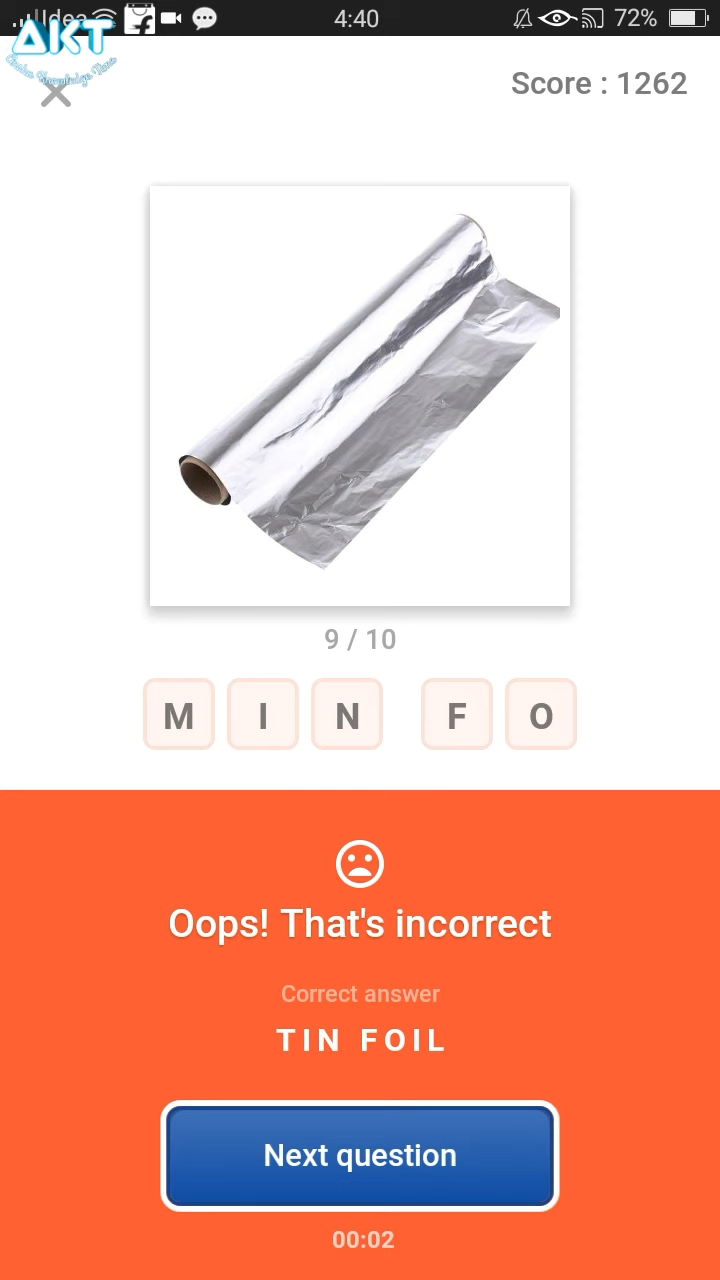 Idea 4:40 72%
AKT
Score : 1262
9 / 10
M I N F O
Oops! That's incorrect
Correct answer
TIN FOIL
Next question
00:02